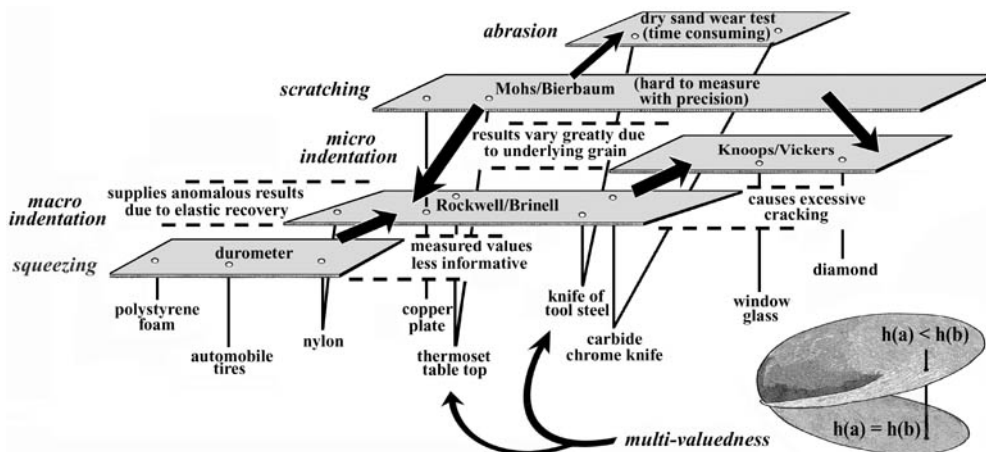 abrasion
dry sand wear test
(time consuming)
scratching
Mohs/Bierbaum
(hard to measure
with precision)
micro
indentation
results vary greatly due
to underlying grain
Knoops/Vickers
macro
indentation
supplies anomalous results
due to elastic recovery
Rockwell/Brinell
causes excessive
cracking
squeezing
durometer
measured values
less informative
polystyrene
foam
automobile
tires
nylon
copper
plate
thermoset
table top
knife of
tool steel
carbide
chrome knife
window
glass
diamond
multi-valuedness
h(a) < h(b)
h(a) = h(b)